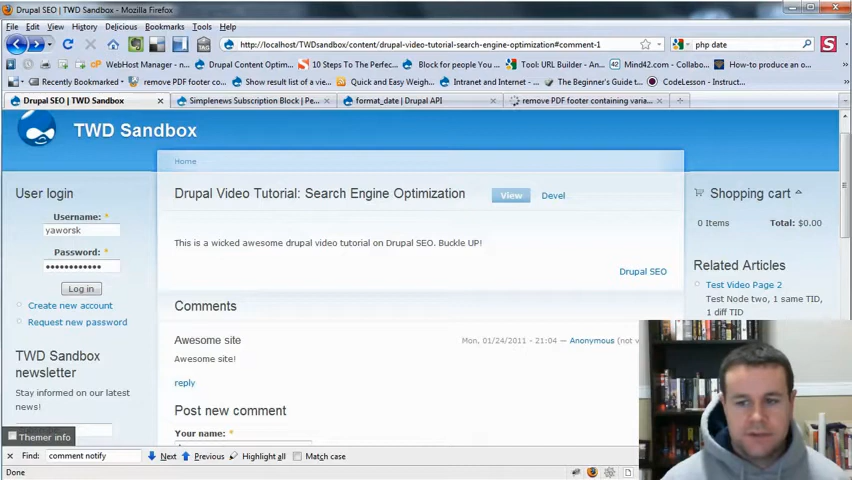 Drupal SEO | TWD Sandbox - Mozilla Firefox
File Edit View History Delicious Bookmarks Tools Help
http://localhost/TWDsandbox/content/drupal-video-tutorial-search-engine-optimization#comment-1
php date
WebHost Manager - ... Drupal Content Optim... 10 Steps To The Perfec... Block for people You ... Tool: URL Builder - An... Mind42.com - Collabo... How-to produce an o...
Recently Bookmarked remove PDF footer co... Show result list of a vie... Quick and Easy Weigh... Intranet and Internet - ... The Beginner's Guide t... CodeLesson - Instruct...
Drupal SEO | TWD Sandbox Simplenews Subscription Block | Pe... format_date | Drupal API remove PDF footer containing varia...
TWD Sandbox
Home
User login
Username: *
yaworsk
Password: *
Log in
Create new account
Request new password
TWD Sandbox
newsletter
Stay informed on our latest
news!
Themer info
Drupal Video Tutorial: Search Engine Optimization View Devel
This is a wicked awesome drupal video tutorial on Drupal SEO. Buckle UP!
Drupal SEO
Comments
Awesome site
Mon, 01/24/2011 - 21:04 — Anonymous (not v
Awesome site!
reply
Post new comment
Your name: *
Shopping cart
0 Items Total: $0.00
Related Articles
Test Video Page 2
Test Node two, 1 same TID,
1 diff TID
Find: comment notify Next Previous Highlight all Match case
Done